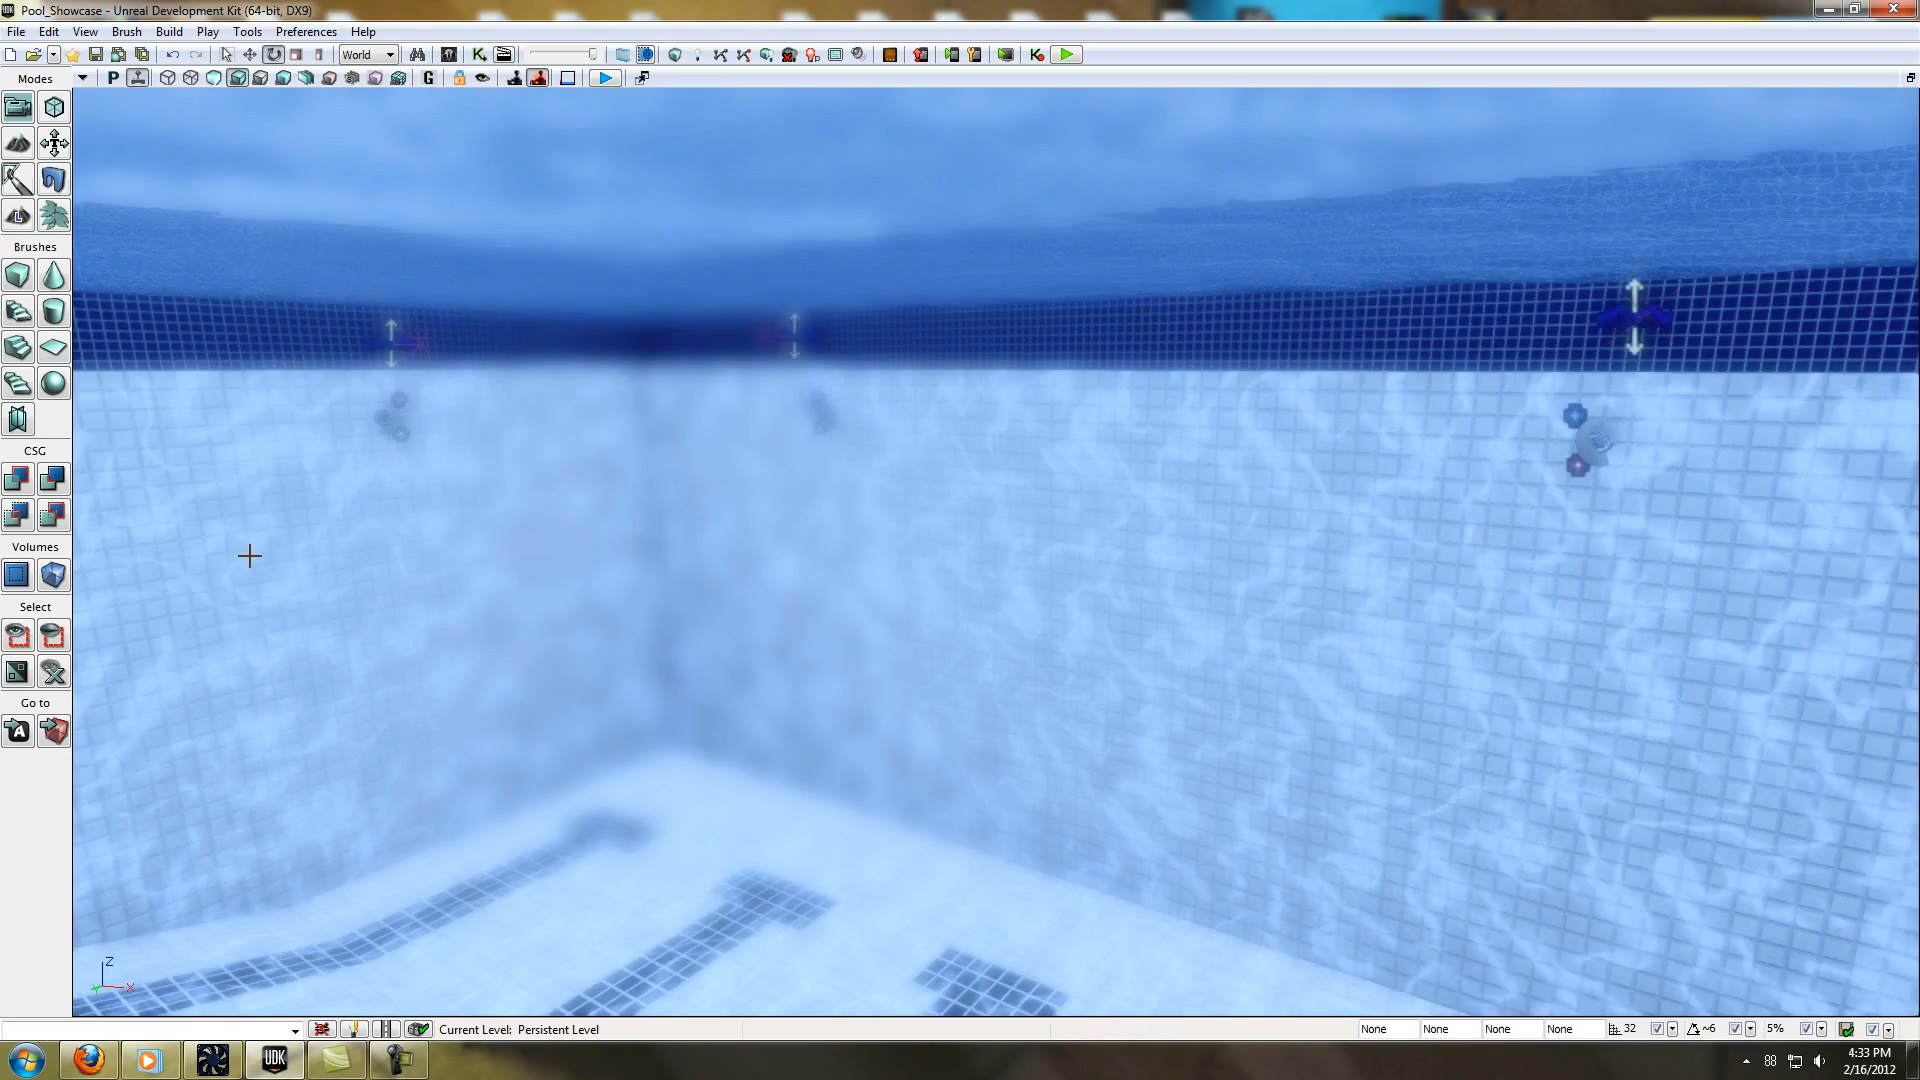 Pool_Showcase - Unreal Development Kit (64-bit, DX9)
File Edit View Brush Build Play Tools Preferences Help
World
Modes
P
G
Brushes
CSG
Volumes
Select
Go to
A
Z
X
Current Level: Persistent Level
None None None None 32 ~6 5%
UDK
88
4:33 PM
2/16/2012